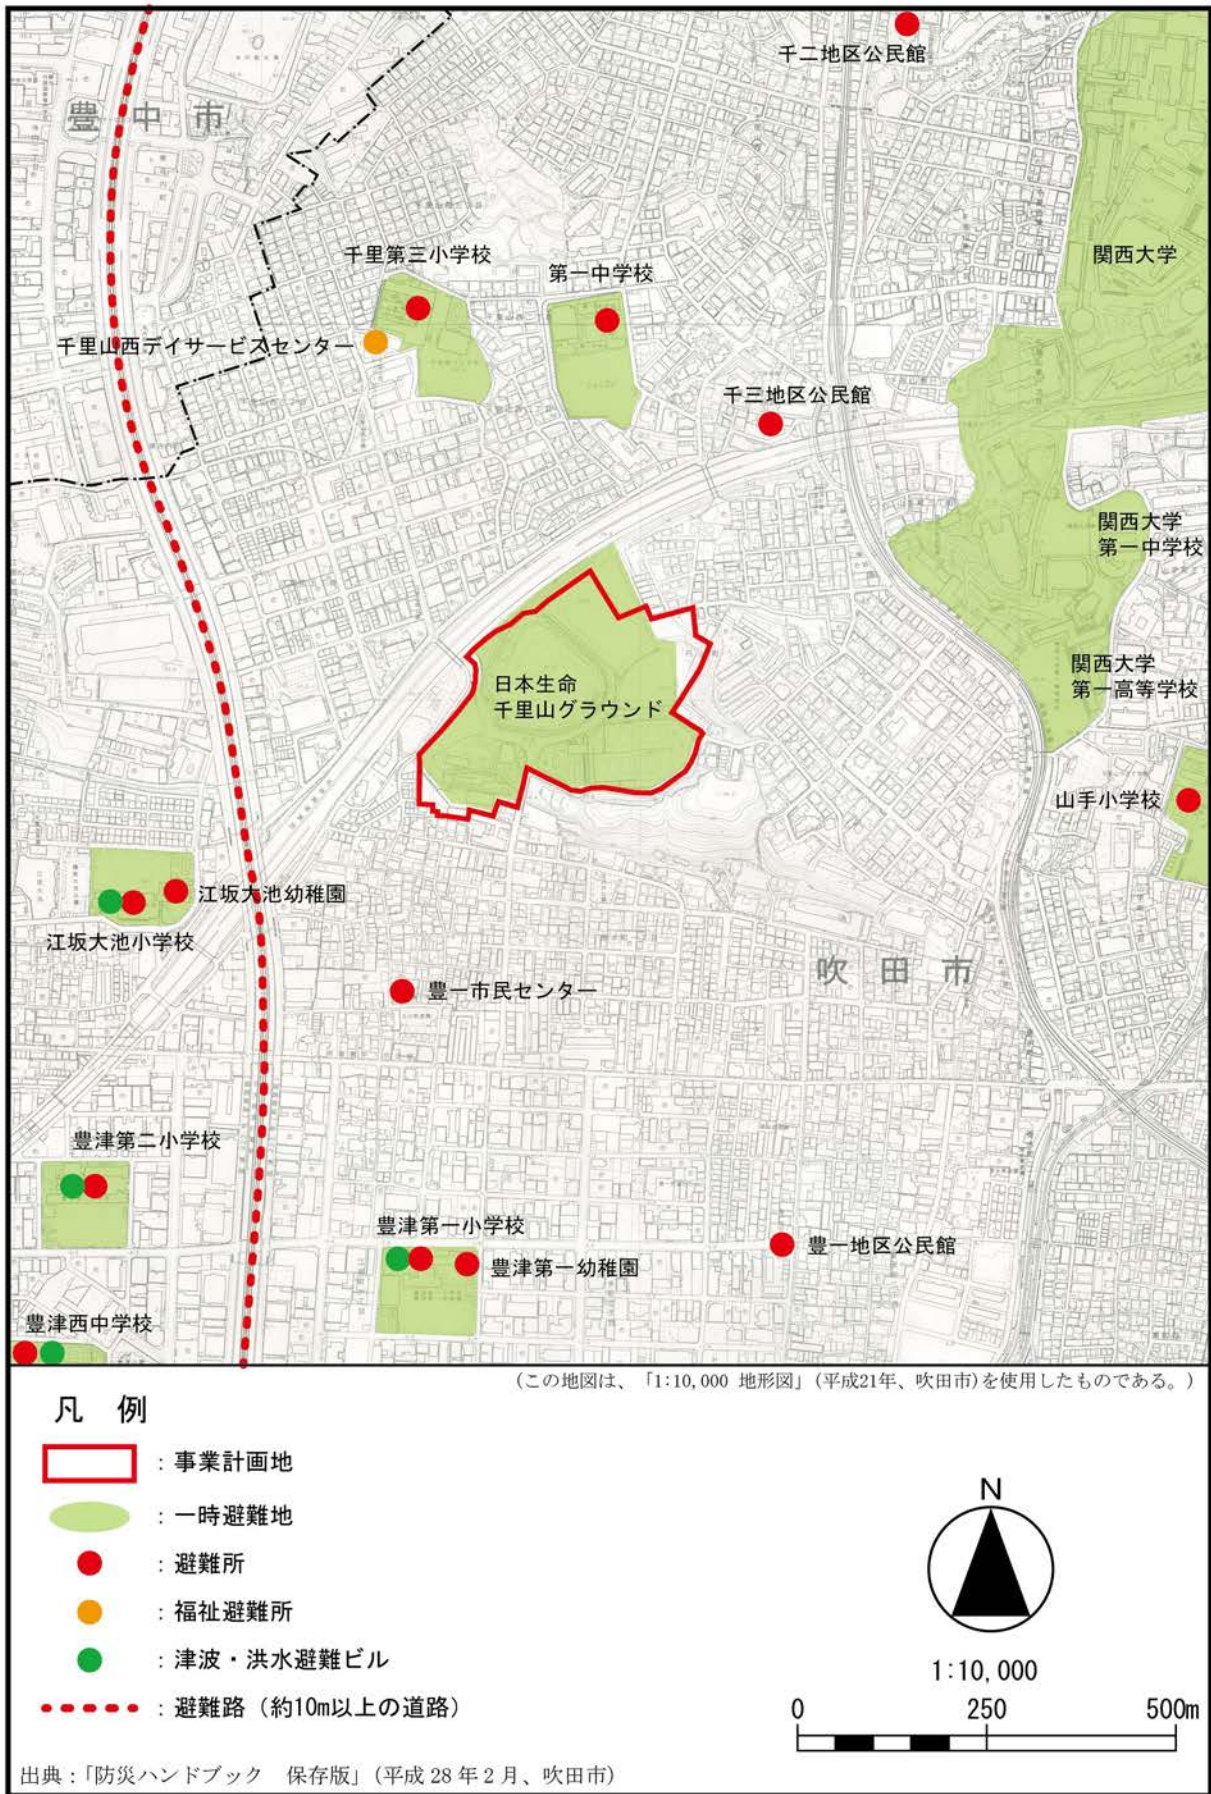 千二地区公民館
豊中市
千里第三小学校
第一中学校
関西大学
千里山西デイサービスセンター
千三地区公民館
関西大学
第一中学校
日本生命
千里山グラウンド
関西大学
第一高等学校
山手小学校
江坂大池幼稚園
江坂大池小学校
吹田市
豊一市民センター
豊津第二小学校
豊津第一小学校
豊一地区公民館
豊津第一幼稚園
豊津西中学校
(この地図は、「1:10,000 地形図」(平成21年、吹田市)を使用したものである。)
凡 例
:事業計画地
:一時避難地
:避難所
:福祉避難所
:津波・洪水避難ビル
:避難路(約10m以上の道路)
N
1:10,000
0 250 500m
出典:「防災ハンドブック 保存版」(平成 28 年 2 月、吹田市)